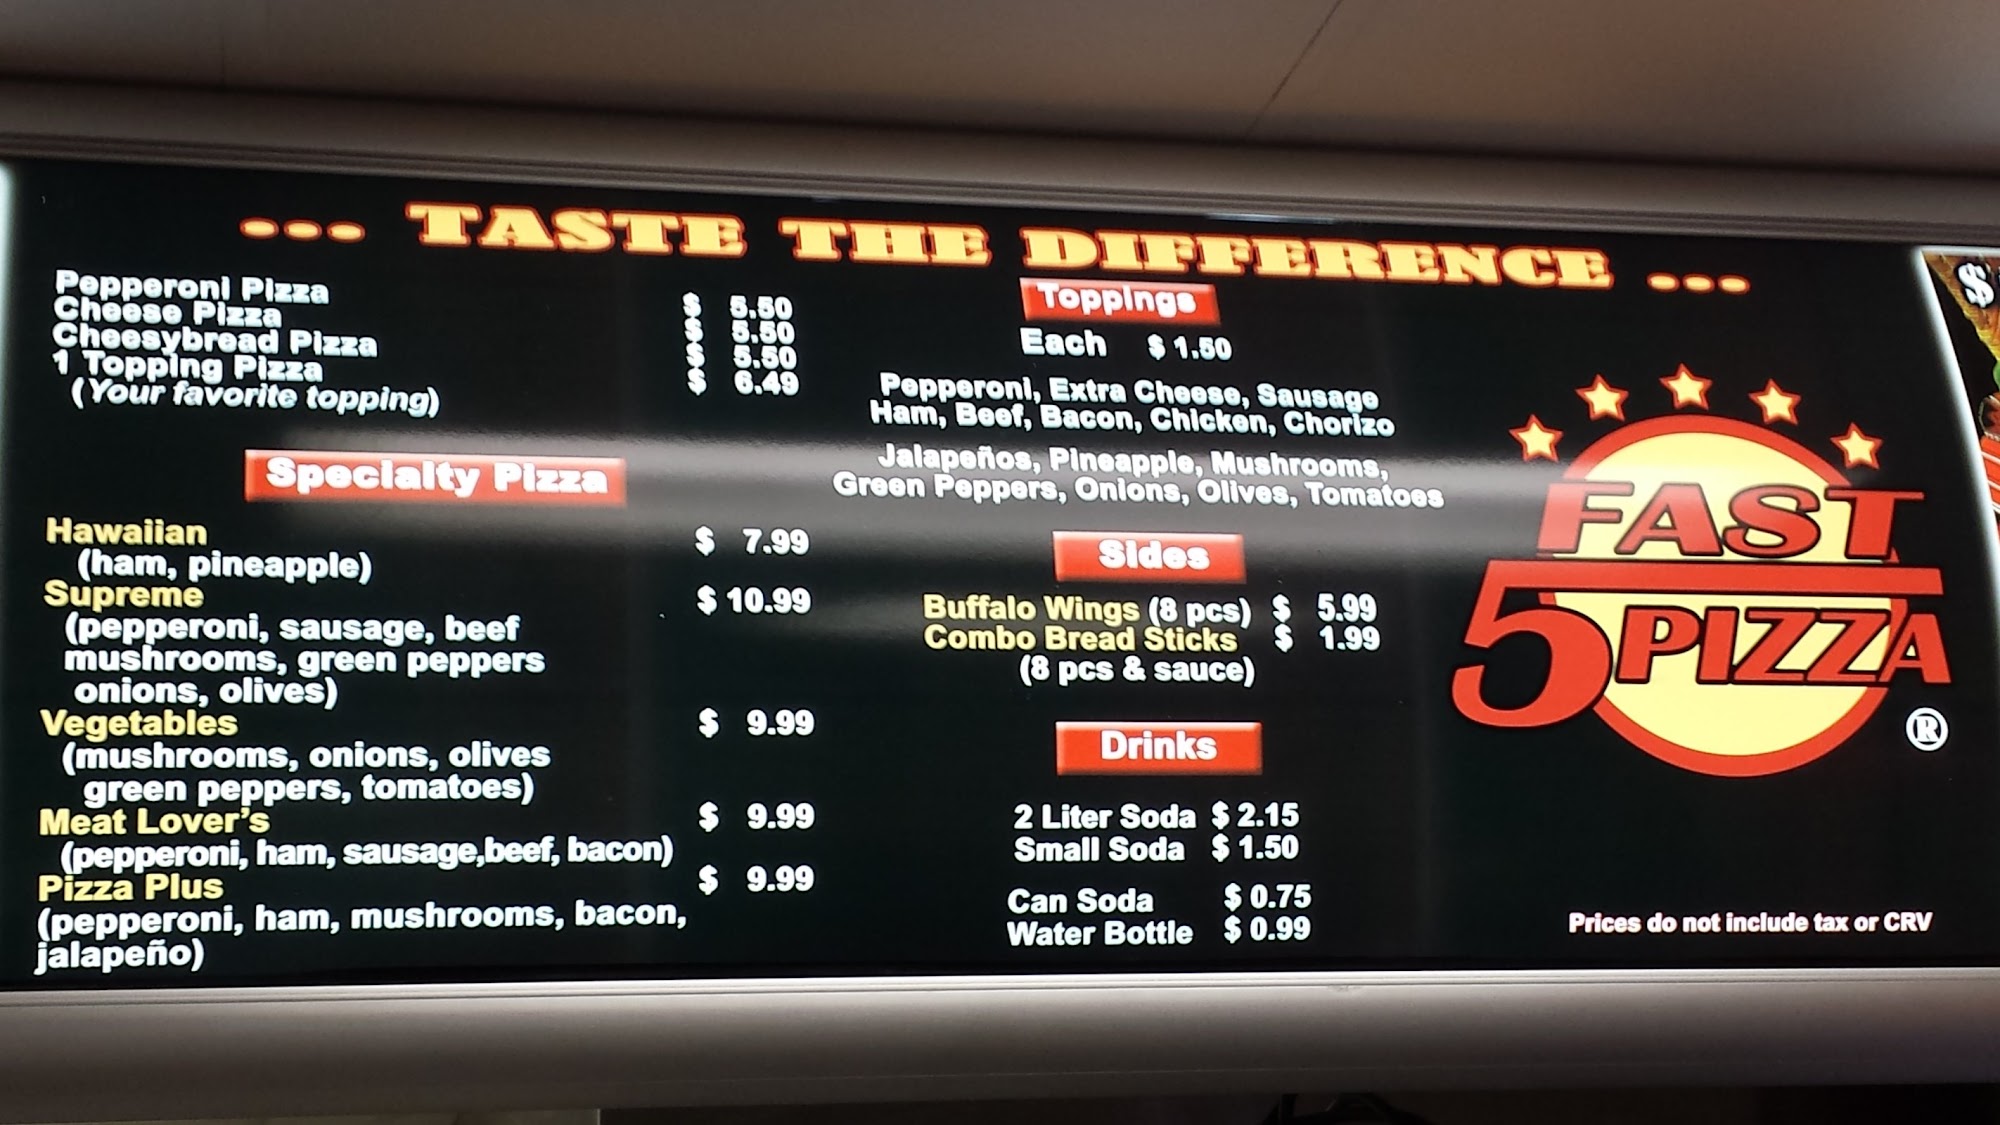 ... TASTE THE DIFFERENCE ...
Pepperoni Pizza $ 5.50
Cheese Pizza $ 5.50
Cheesybread Pizza $ 5.50
1 Topping Pizza $ 6.49
(Your favorite topping)
Specialty Pizza
Hawaiian $ 7.99
(ham, pineapple)
Supreme $ 10.99
(pepperoni, sausage, beef
mushrooms, green peppers
onions, olives)
Vegetables $ 9.99
(mushrooms, onions, olives
green peppers, tomatoes)
Meat Lover's $ 9.99
(pepperoni, ham, sausage,beef, bacon)
Pizza Plus $ 9.99
(pepperoni, ham, mushrooms, bacon,
jalapeño)
Toppings
Each $ 1.50
Pepperoni, Extra Cheese, Sausage
Ham, Beef, Bacon, Chicken, Chorizo
Jalapeños, Pineapple, Mushrooms,
Green Peppers, Onions, Olives, Tomatoes
Sides
Buffalo Wings (8 pcs) $ 5.99
Combo Bread Sticks $ 1.99
(8 pcs & sauce)
Drinks
2 Liter Soda $ 2.15
Small Soda $ 1.50
Can Soda $ 0.75
Water Bottle $ 0.99
FAST
5 PIZZA
®
Prices do not include tax or CRV
$